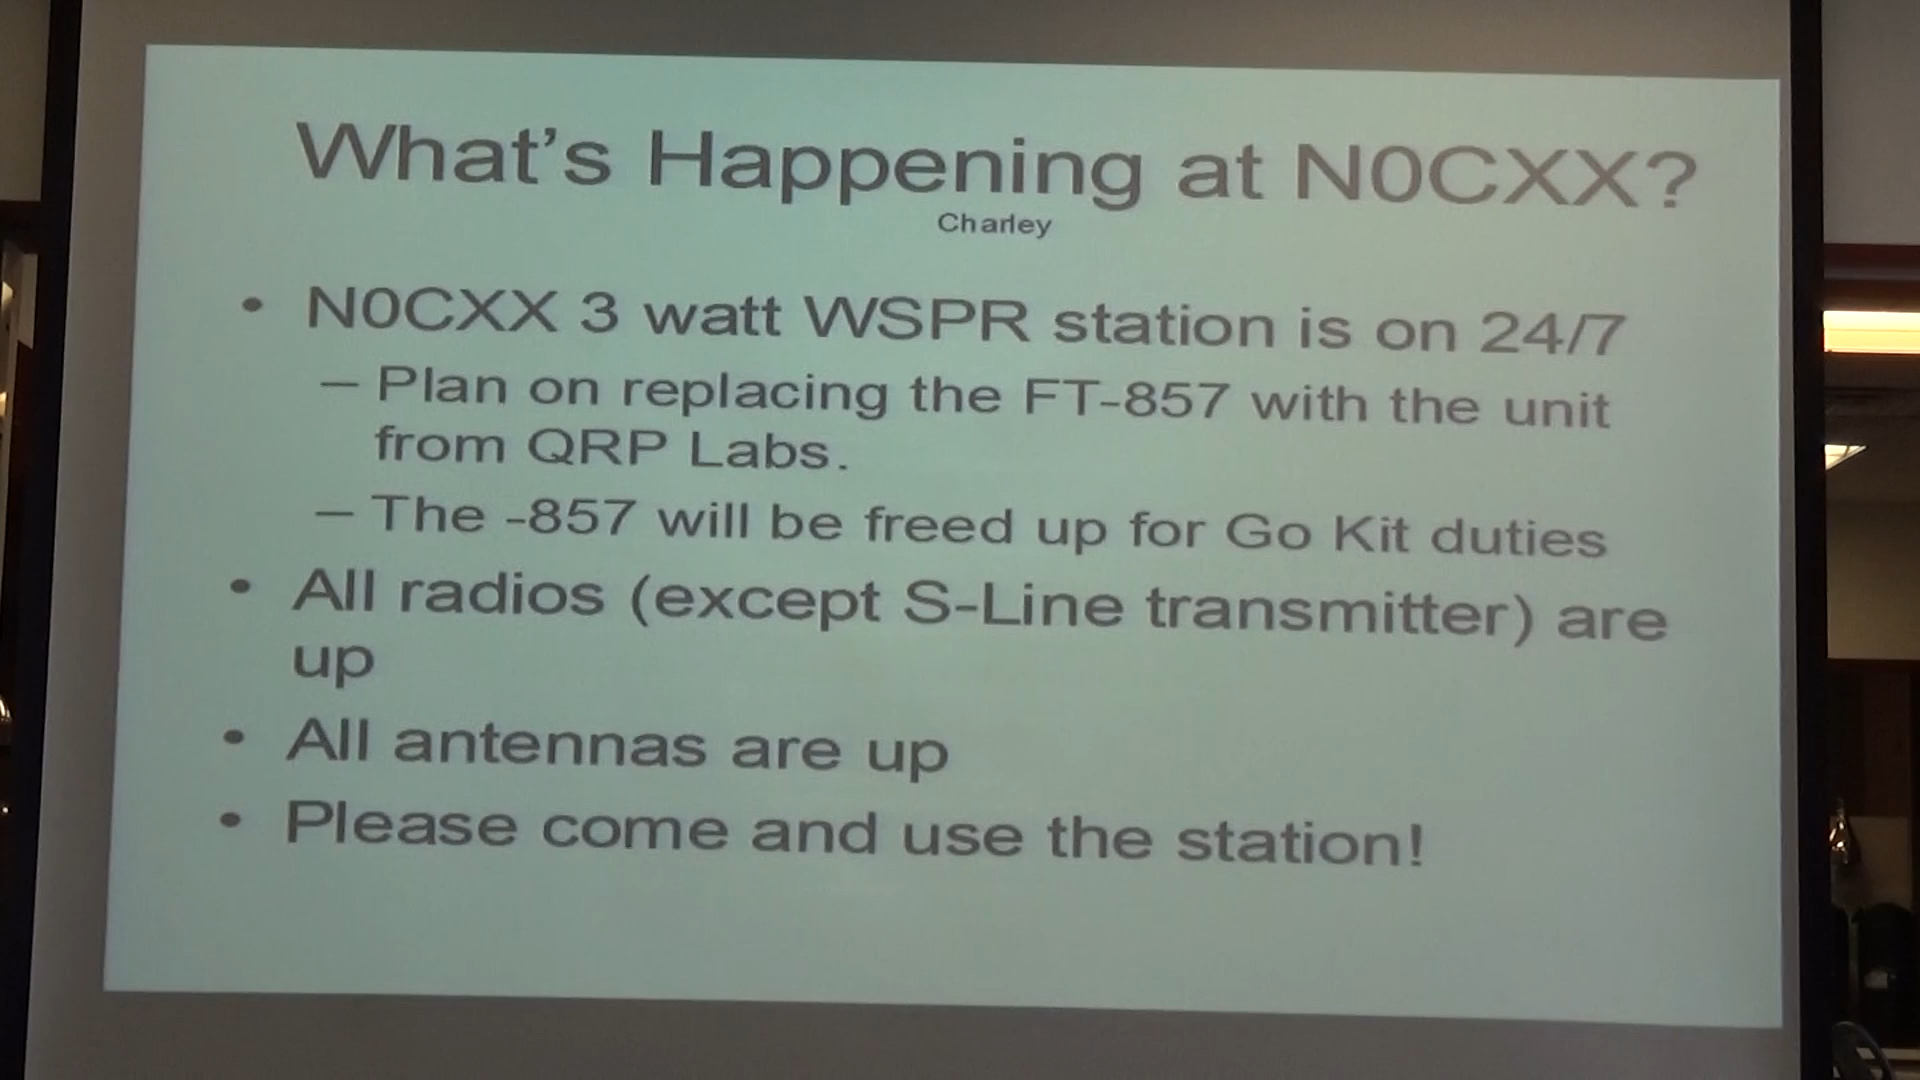 What's Happening at N0CXX?
Charley
• N0CXX 3 watt WSPR station is on 24/7
– Plan on replacing the FT-857 with the unit
from QRP Labs.
– The -857 will be freed up for Go Kit duties
• All radios (except S-Line transmitter) are
up
• All antennas are up
• Please come and use the station!